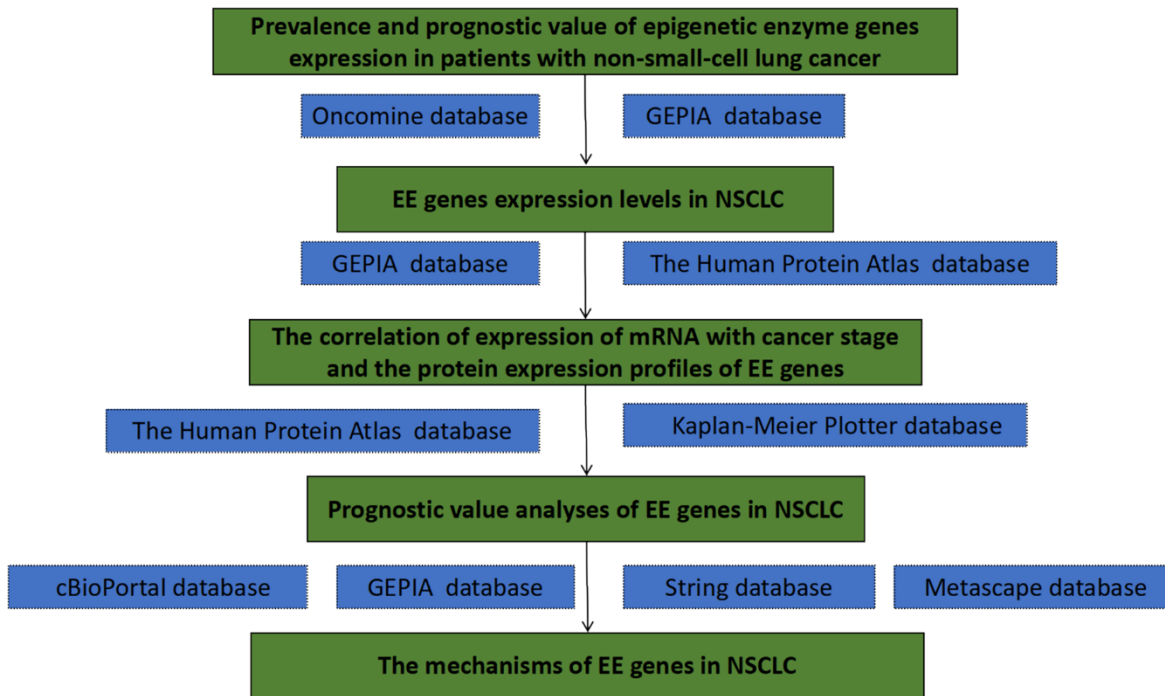 Prevalence and prognostic value of epigenetic enzyme genes
expression in patients with non-small-cell lung cancer
Oncomine database
GEPIA database
EE genes expression levels in NSCLC
GEPIA database
The Human Protein Atlas database
The correlation of expression of mRNA with cancer stage
and the protein expression profiles of EE genes
The Human Protein Atlas database
Kaplan-Meier Plotter database
Prognostic value analyses of EE genes in NSCLC
cBioPortal database
GEPIA database
String database
Metascape database
The mechanisms of EE genes in NSCLC